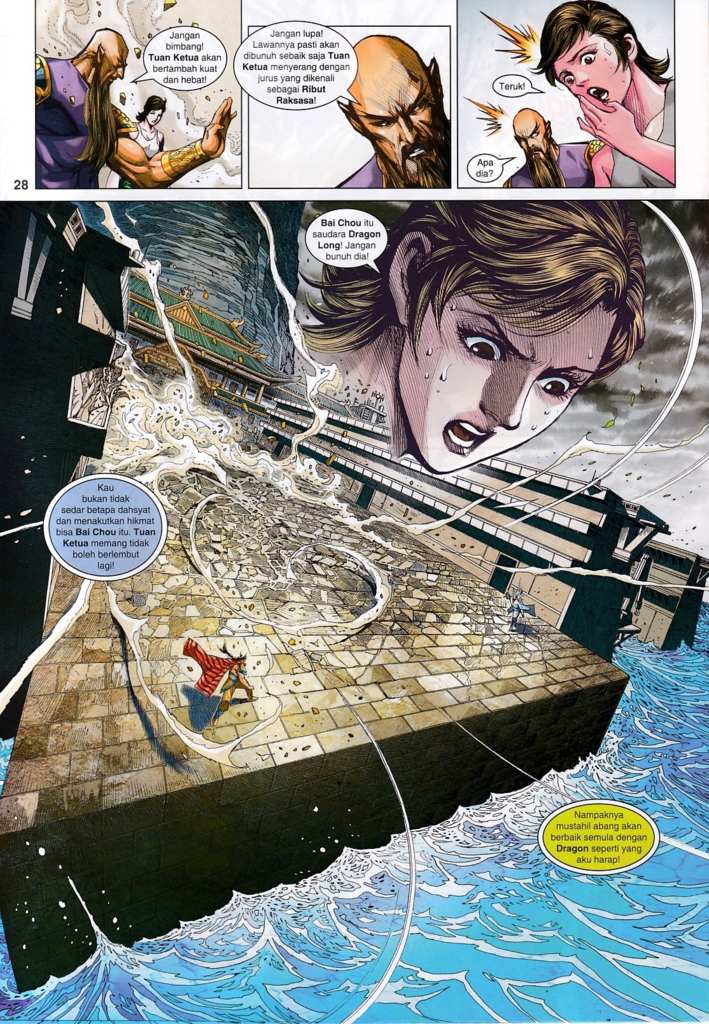 Jangan
bimbang!
Tuan Ketua akan
bertambah kuat
dan hebat!
Jangan lupa!
Lawannya pasti akan
dibunuh sebaik saja Tuan
Ketua menyerang dengan
jurus yang dikenali
sebagai Ribut
Raksasa!
Teruk!
Apa
dia?
28
Bai Chou itu
saudara Dragon
Long! Jangan
bunuh dia!
Kau
bukan tidak
sedar betapa dahsyat
dan menakutkan hikmat
bisa Bai Chou itu. Tuan
Ketua memang tidak
boleh berlembut
lagi!
Nampaknya
mustahil abang akan
berbaik semula dengan
Dragon seperti yang
aku harap!